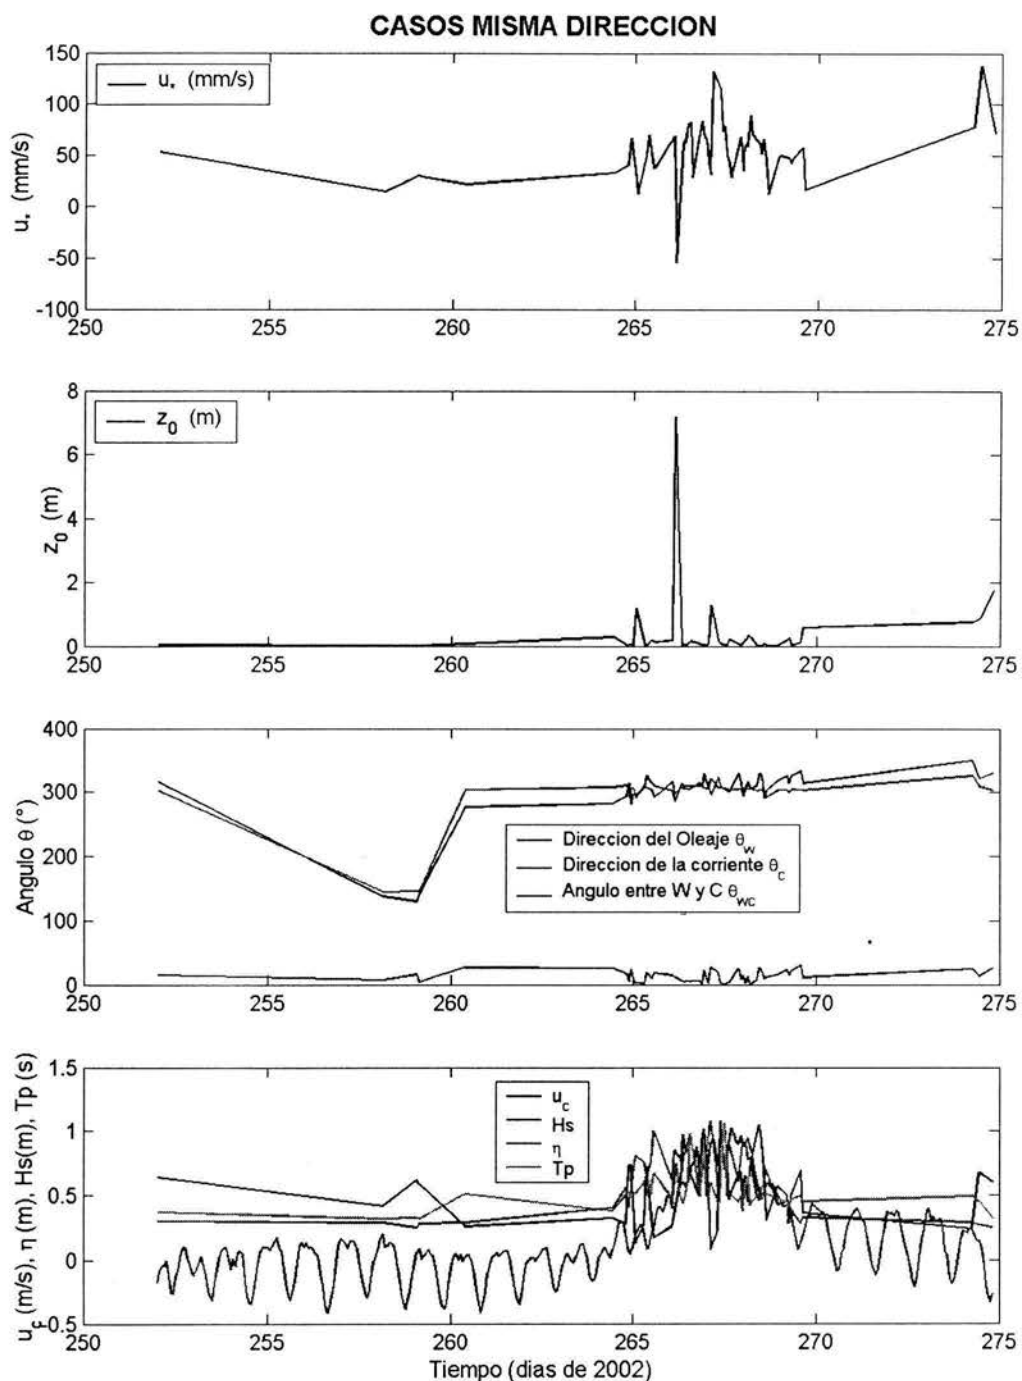 CASOS MISMA DIRECCION
150
100
50
0
-50
-100
u* (mm/s)
u* (mm/s)
250 255 260 265 270 275
8
6
4
2
0
z0 (m)
z0 (m)
250 255 260 265 270 275
400
300
200
100
0
Angulo θ (°)
Direccion del Oleaje θw
Direccion de la corriente θc
Angulo entre W y C θwc
250 255 260 265 270 275
1.5
1
0.5
0
-0.5
uc (m/s), η (m), Hs(m), Tp (s)
uc
Hs
η
Tp
250 255 260 265 270 275
Tiempo (dias de 2002)